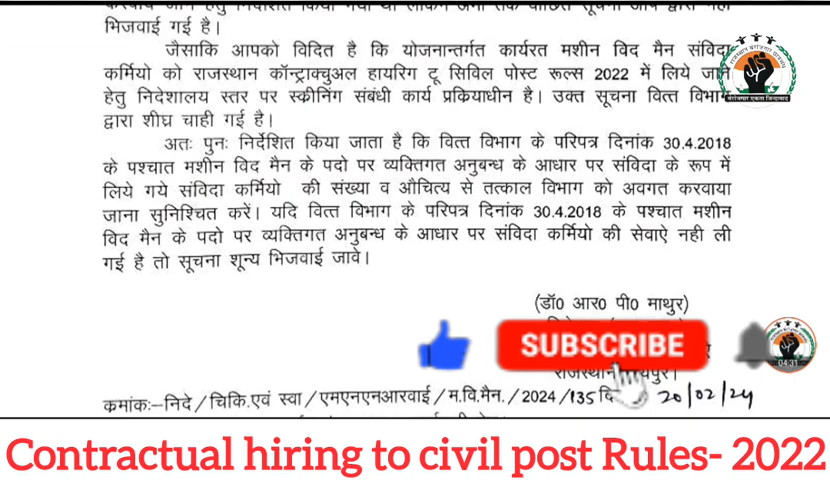 भिजवाई गई है।
जैसाकि आपको विदित है कि योजनान्तर्गत कार्यरत मशीन विद मैन संविदा
कर्मियो को राजस्थान कॉन्ट्राक्चुअल हायरिंग टू सिविल पोस्ट रूल्स 2022 में लिये जाने
हेतु निदेशालय स्तर पर स्क्रीनिंग संबंधी कार्य प्रकियाधीन है। उक्त सूचना वित्त विभाग
द्वारा शीघ्र चाही गई है।
अतः पुनः निर्देशित किया जाता है कि वित्त विभाग के परिपत्र दिनांक 30.4.2018
के पश्चात मशीन विद मैन के पदो पर व्यक्तिगत अनुबन्ध के आधार पर संविदा के रूप में
लिये गये संविदा कर्मियो की संख्या व औचित्य से तत्काल विभाग को अवगत करवाया
जाना सुनिश्चित करें। यदि वित्त विभाग के परिपत्र दिनांक 30.4.2018 के पश्चात मशीन
विद मैन के पदो पर व्यक्तिगत अनुबन्ध के आधार पर संविदा कर्मियो की सेवाऐ नही ली
गई है तो सूचना शून्य भिजवाई जावे।
(डॉ0 आर0 पी0 माथुर)
SUBSCRIBE
04:31
क्रमांकः–निदे/चिकि.एवं स्वा/एमएनएनआरवाई/म.वि.मैन./2024/135 20/02/24
Contractual hiring to civil post Rules- 2022